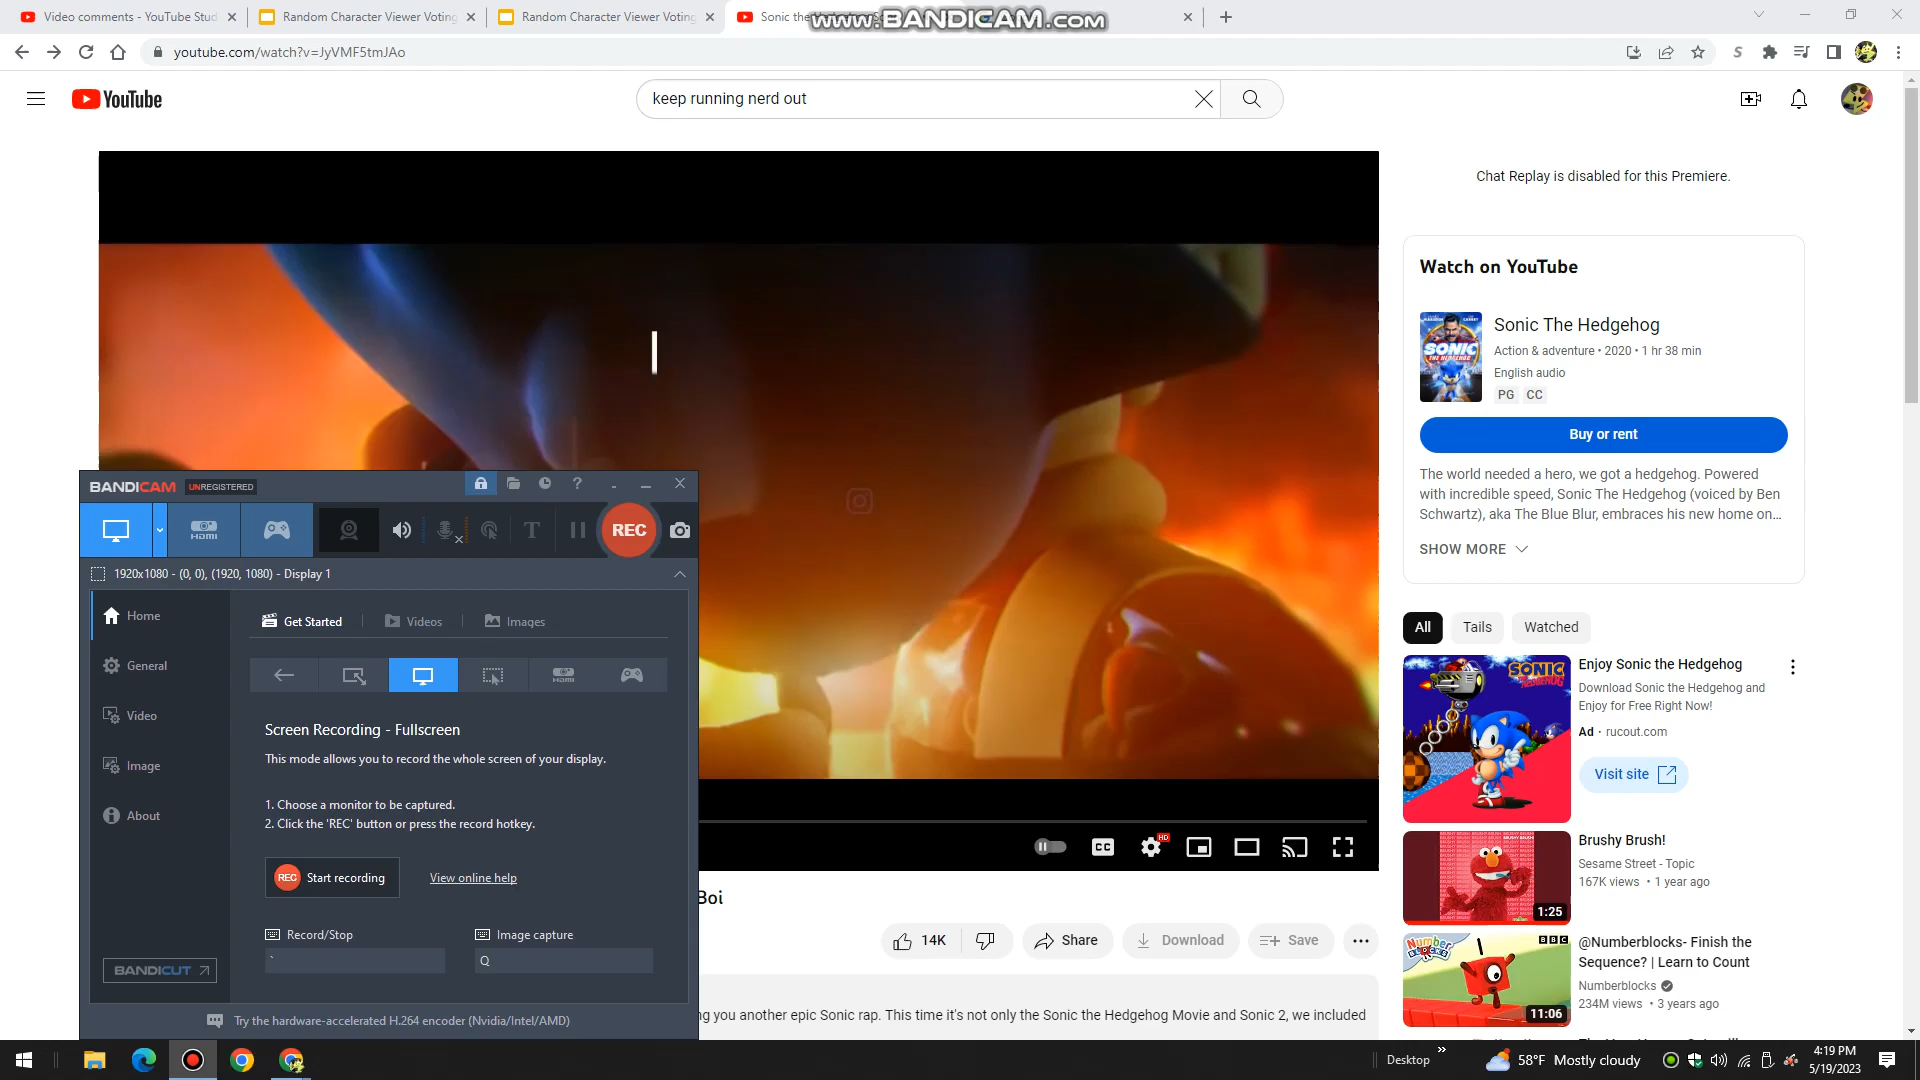 Video comments - YouTube Stud
Random Character Viewer Voting
Random Character Viewer Voting
www.BANDICAM.com
youtube.com/watch?v=JyVMF5tmJAo
YouTube
keep running nerd out
Chat Replay is disabled for this Premiere.
Watch on YouTube
Sonic The Hedgehog
Action & adventure • 2020 • 1 hr 38 min
English audio
PG CC
Buy or rent
The world needed a hero, we got a hedgehog. Powered
with incredible speed, Sonic The Hedgehog (voiced by Ben
Schwartz), aka The Blue Blur, embraces his new home on...
SHOW MORE
All Tails Watched
SONIC
Enjoy Sonic the Hedgehog
Download Sonic the Hedgehog and
Enjoy for Free Right Now!
Ad · rucout.com
Visit site
Brushy Brush!
Sesame Street - Topic
167K views • 1 year ago
1:25
@Numberblocks- Finish the
Sequence? | Learn to Count
Numberblocks
234M views • 3 years ago
BBC
11:06
BANDICAM UNREGISTERED
HDMI
REC
1920x1080 - (0, 0), (1920, 1080) - Display 1
Home
General
Video
Image
About
BANDICUT
Get Started Videos Images
HDMI
Screen Recording - Fullscreen
This mode allows you to record the whole screen of your display.
1. Choose a monitor to be captured.
2. Click the 'REC' button or press the record hotkey.
REC Start recording View online help
Record/Stop Image capture
` Q
Try the hardware-accelerated H.264 encoder (Nvidia/Intel/AMD)
CC HD
Boi
14K Share Download Save
ng you another epic Sonic rap. This time it's not only the Sonic the Hedgehog Movie and Sonic 2, we included
Desktop
58°F Mostly cloudy
4:19 PM
5/19/2023